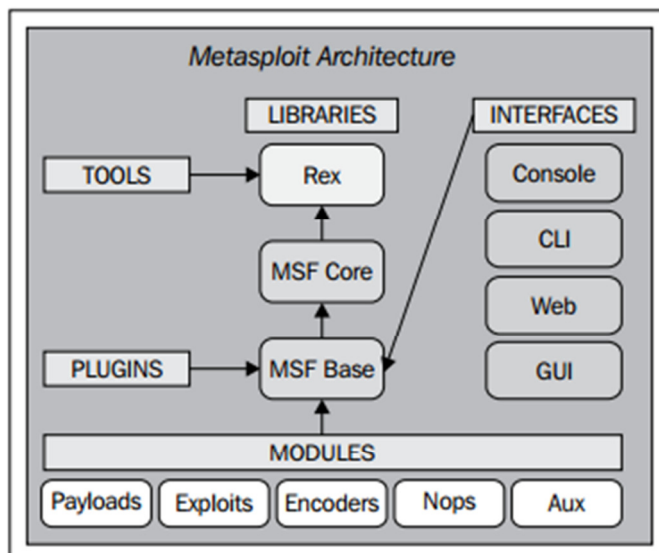 Metasploit Architecture
LIBRARIES
INTERFACES
TOOLS
Rex
Console
MSF Core
CLI
Web
PLUGINS
MSF Base
GUI
MODULES
Payloads
Exploits
Encoders
Nops
Aux